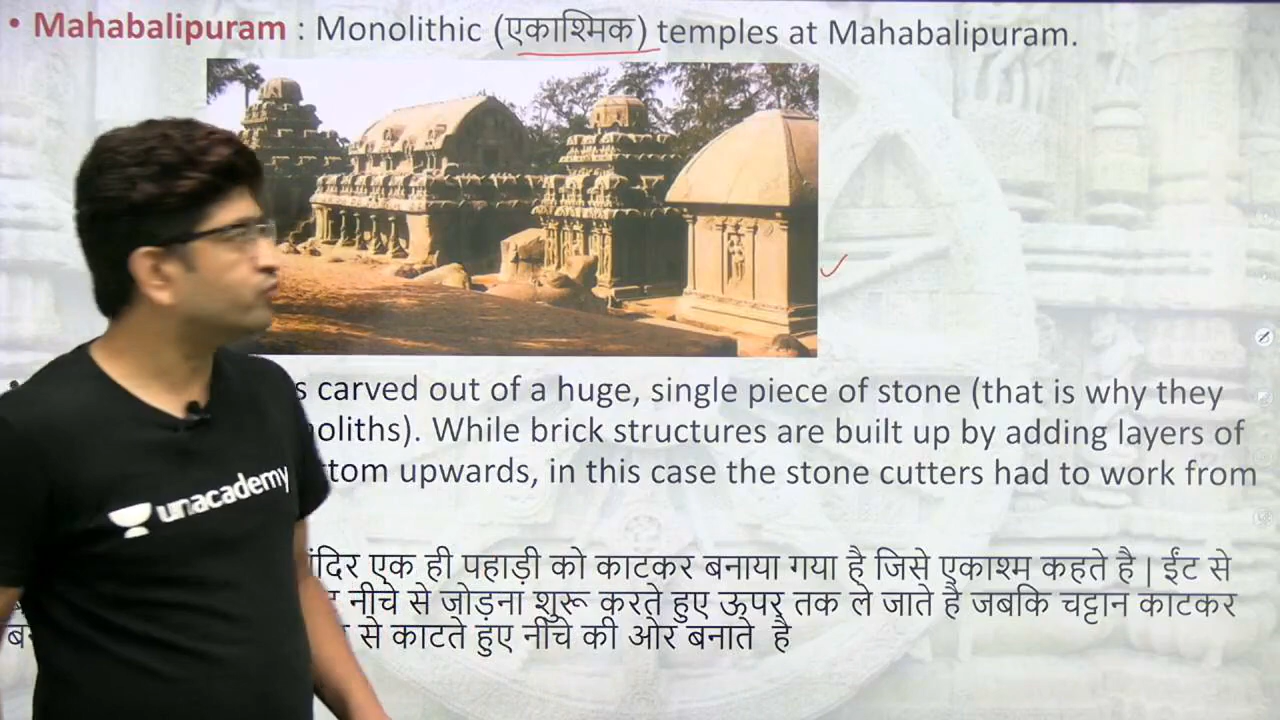 • Mahabalipuram : Monolithic (एकाश्मिक) temples at Mahabalipuram.
s carved out of a huge, single piece of stone (that is why they
oliths). While brick structures are built up by adding layers of
tom upwards, in this case the stone cutters had to work from
ंदिर एक ही पहाड़ी को काटकर बनाया गया है जिसे एकाश्म कहते है | ईंट से
नीचे से जोड़ना शुरू करते हुए ऊपर तक ले जाते है जबकि चट्टान काटकर
से काटते हुए नीचे की ओर बनाते है
unacademy